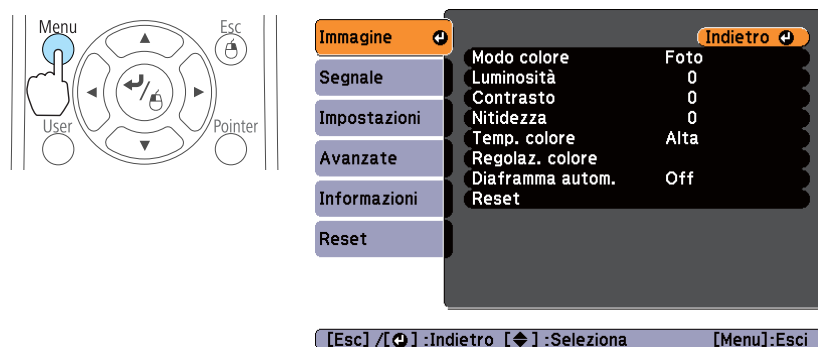 Menu
Esc
User
Pointer
Immagine
Segnale
Impostazioni
Avanzate
Informazioni
Reset
Indietro
Modo colore Foto
Luminosità 0
Contrasto 0
Nitidezza 0
Temp. colore Alta
Regolaz. colore
Diaframma autom. Off
Reset
[Esc] /[⏎] :Indietro [◆] :Seleziona [Menu]:Esci